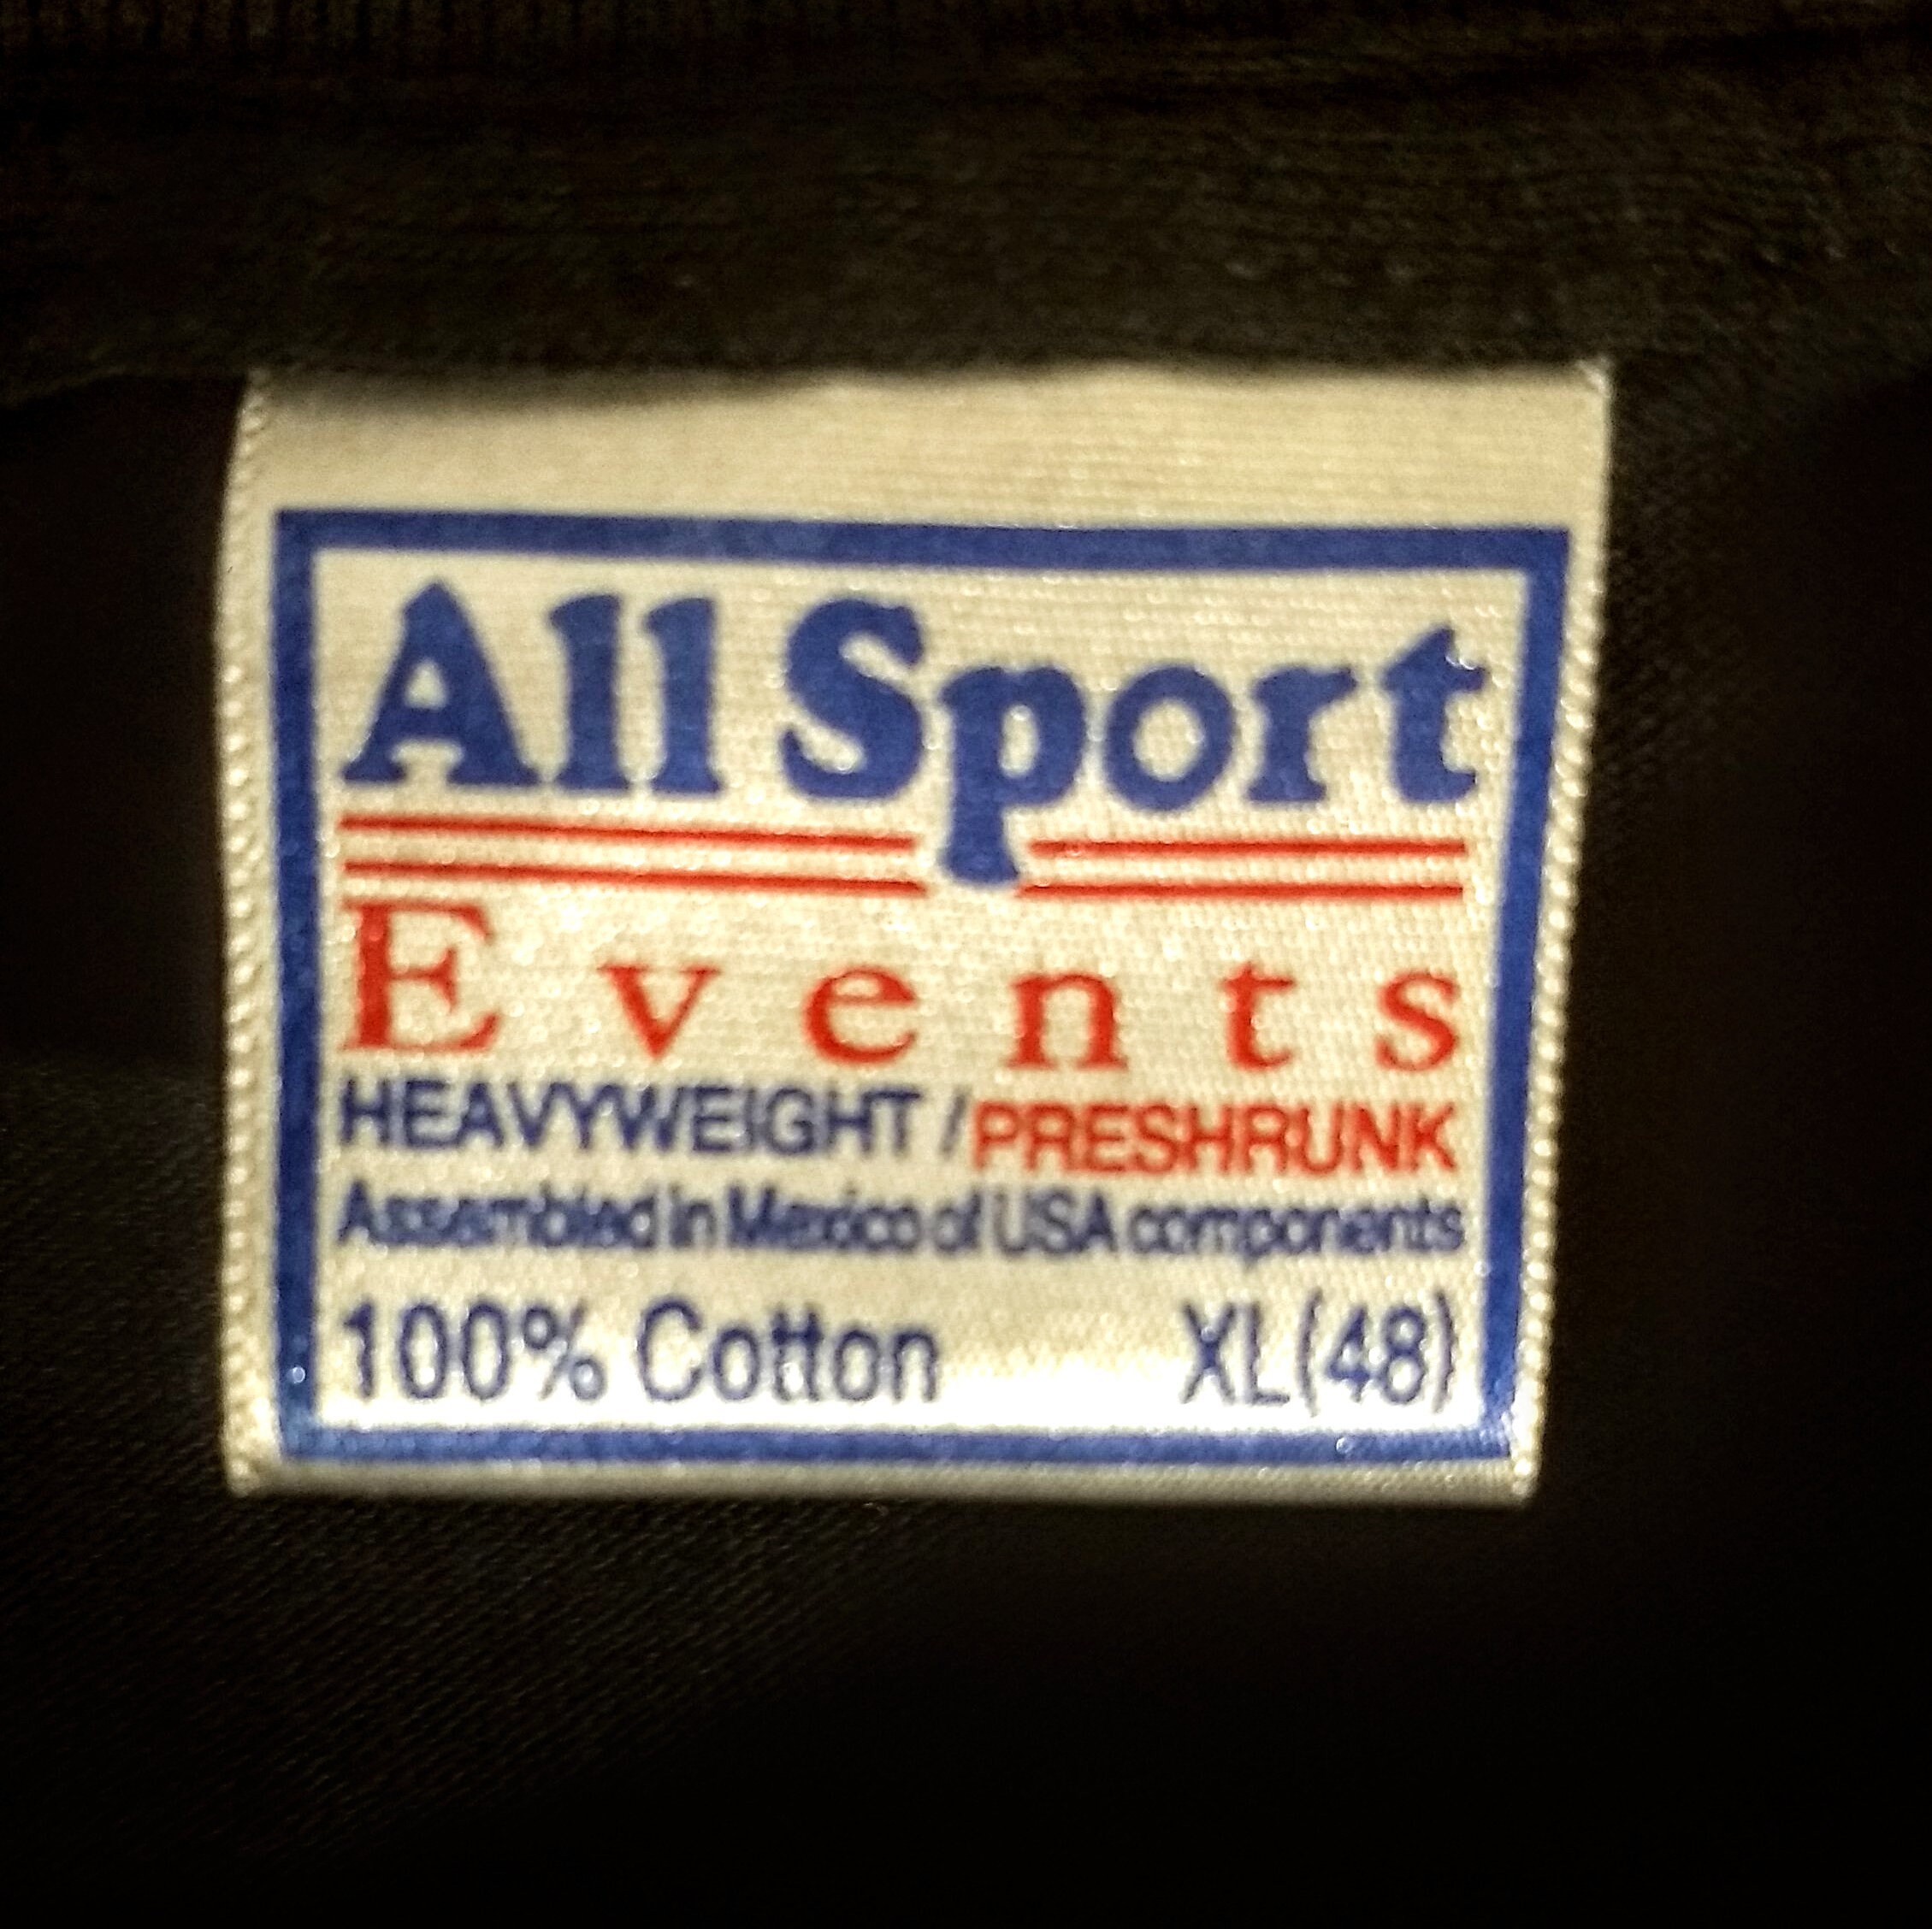 All Sport
Events
HEAVYWEIGHT / PRESHRUNK
Assembled in Mexico of USA components
100% Cotton XL(48)